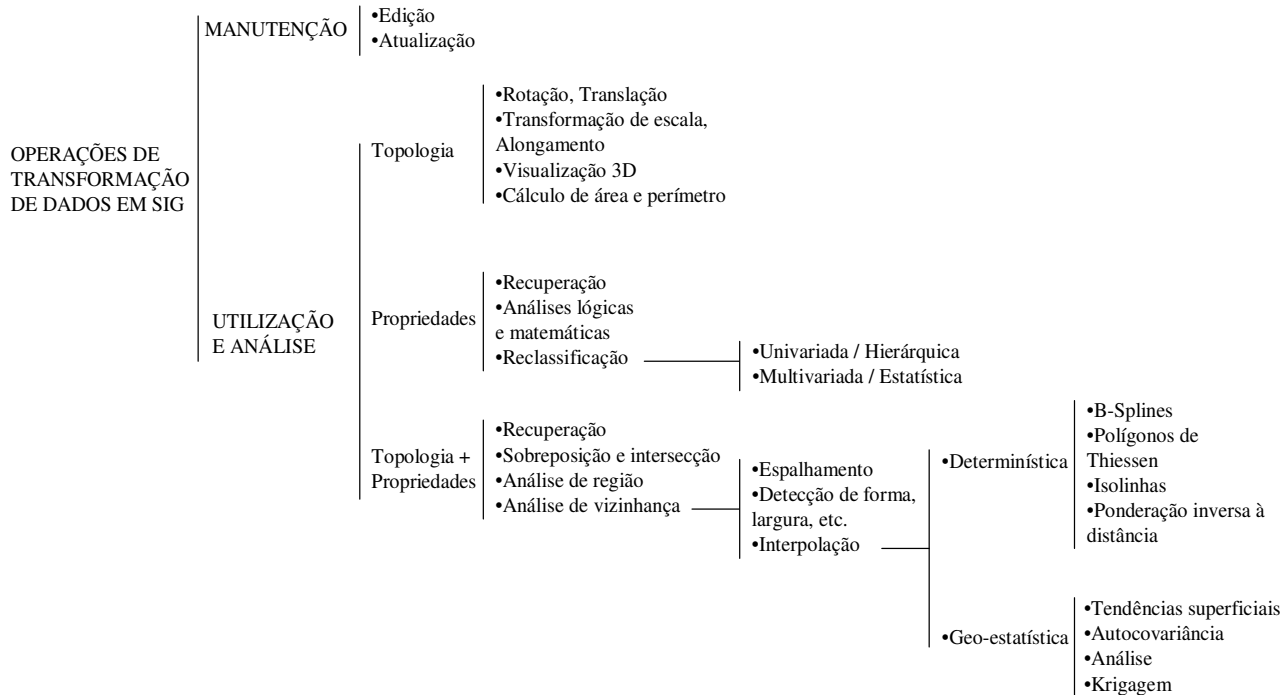 OPERAÇÕES DE
TRANSFORMAÇÃO
DE DADOS EM SIG
MANUTENÇÃO
•Edição
•Atualização
UTILIZAÇÃO
E ANÁLISE
Topologia
•Rotação, Translação
•Transformação de escala,
Alongamento
•Visualização 3D
•Cálculo de área e perímetro
Propriedades
•Recuperação
•Análises lógicas
e matemáticas
•Reclassificação
•Univariada / Hierárquica
•Multivariada / Estatística
Topologia +
Propriedades
•Recuperação
•Sobreposição e intersecção
•Análise de região
•Análise de vizinhança
•Espalhamento
•Detecção de forma,
largura, etc.
•Interpolação
•Determinística
•B-Splines
•Polígonos de
Thiessen
•Isolinhas
•Ponderação inversa à
distância
•Geo-estatística
•Tendências superficiais
•Autocovariância
•Análise
•Krigagem